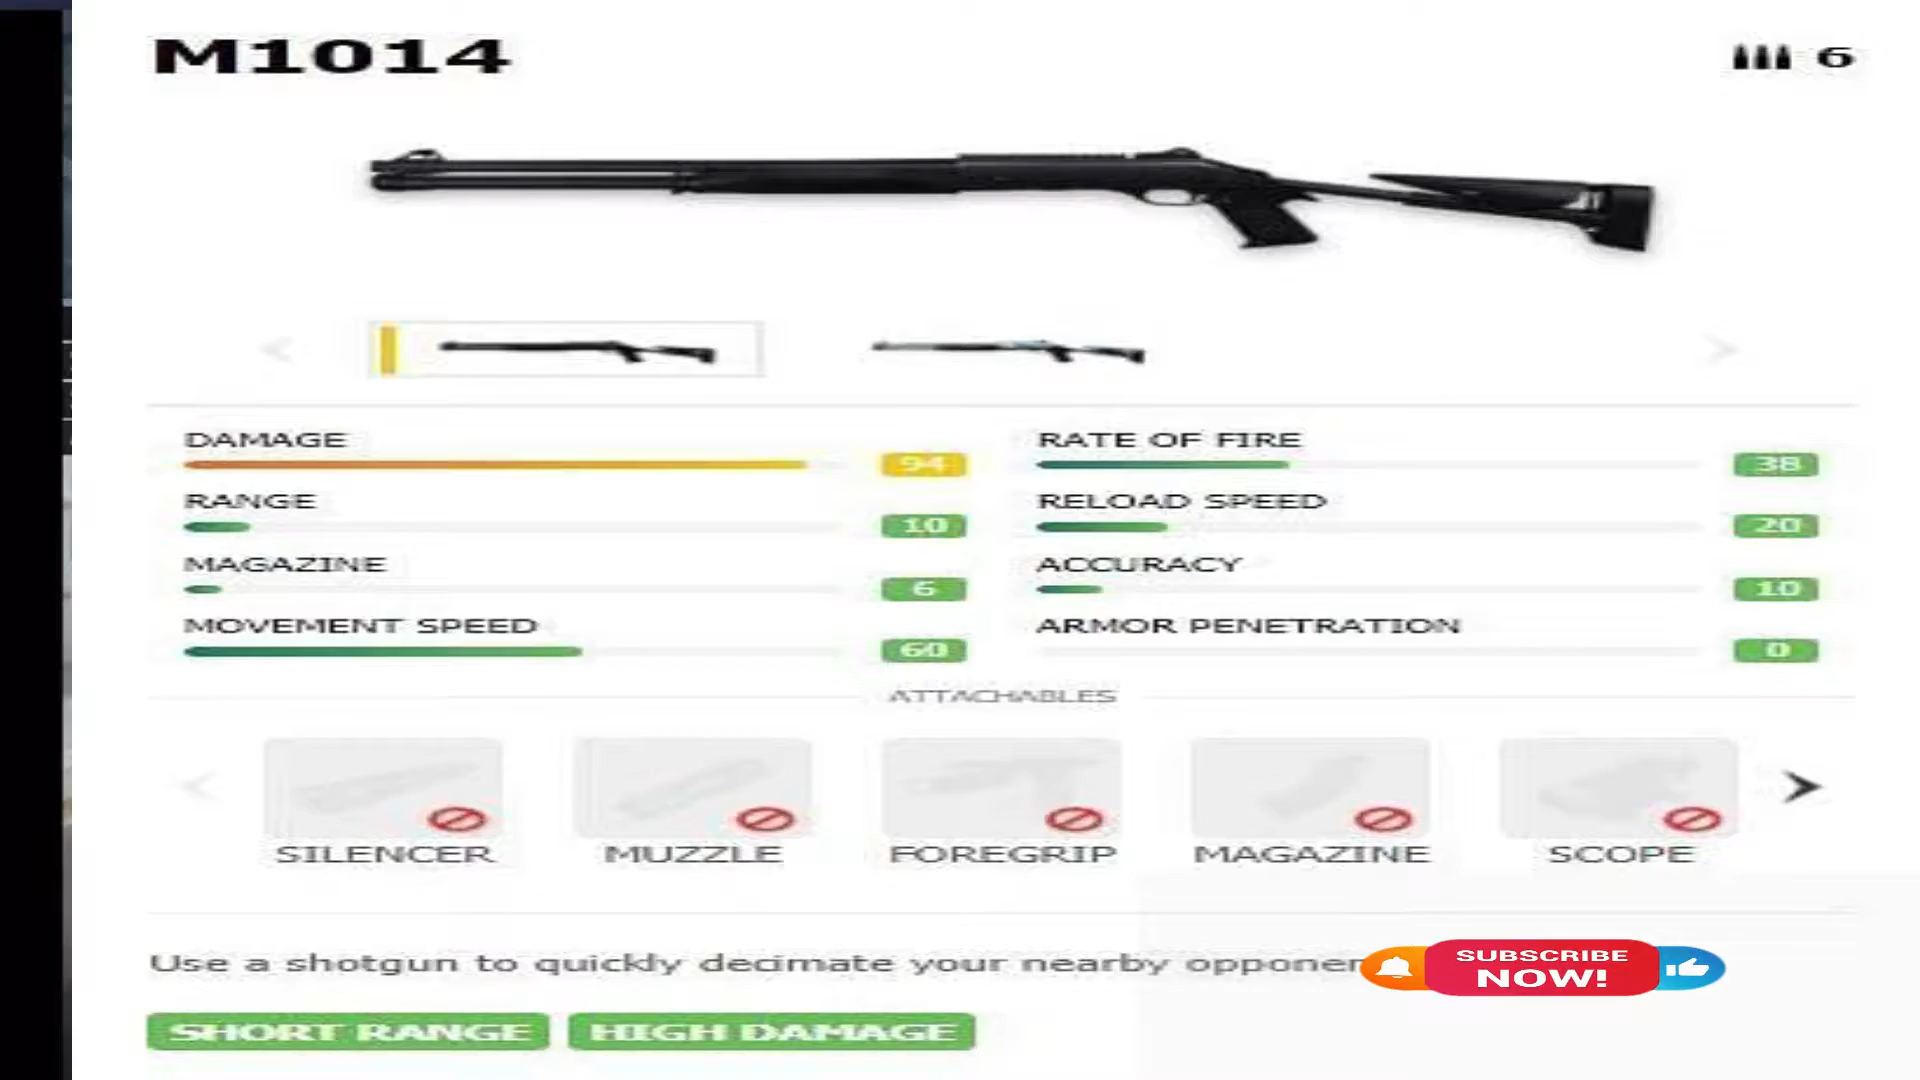 M1014
6
DAMAGE
94
RATE OF FIRE
38
RANGE
10
RELOAD SPEED
20
MAGAZINE
6
ACCURACY
10
MOVEMENT SPEED
60
ARMOR PENETRATION
0
ATTACHABLES
SILENCER
MUZZLE
FOREGRIP
MAGAZINE
SCOPE
Use a shotgun to quickly decimate your nearby
SUBSCRIBE
NOW!
SHORT RANGE
HIGH DAMAGE